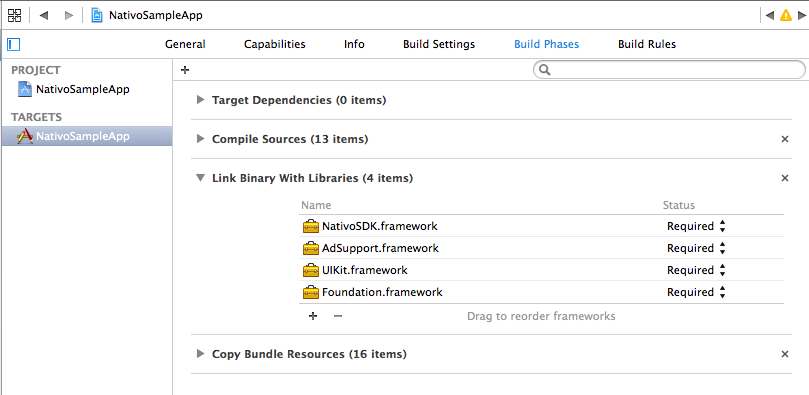 NativoSampleApp
General Capabilities Info Build Settings Build Phases Build Rules
PROJECT
NativoSampleApp
TARGETS
NativoSampleApp
+
Target Dependencies (0 items)
Compile Sources (13 items)
Link Binary With Libraries (4 items)
Name Status
NativoSDK.framework Required
AdSupport.framework Required
UIKit.framework Required
Foundation.framework Required
+ − Drag to reorder frameworks
Copy Bundle Resources (16 items)